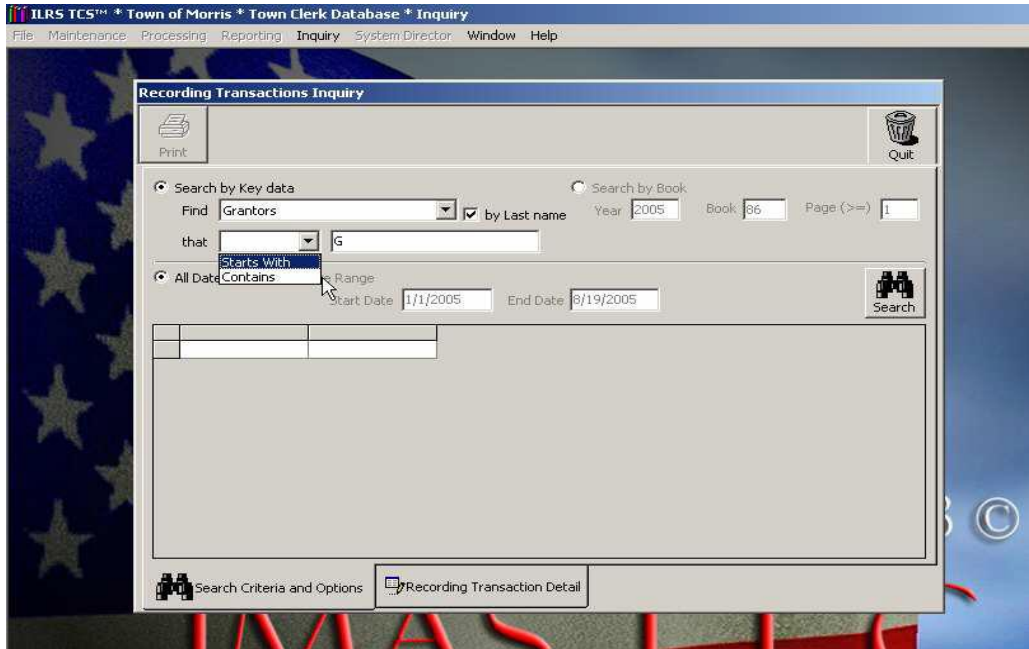 ILRS TCS™ * Town of Morris * Town Clerk Database * Inquiry
File Maintenance Processing Reporting Inquiry System Director Window Help
Recording Transactions Inquiry
Print
Quit
Search by Key data
Search by Book
Find Grantors by Last name Year 2005 Book 86 Page (>=) 1
that G
Starts With
All Date
Contains
Range
Start Date 1/1/2005 End Date 8/19/2005
Search
Search Criteria and Options
Recording Transaction Detail
©